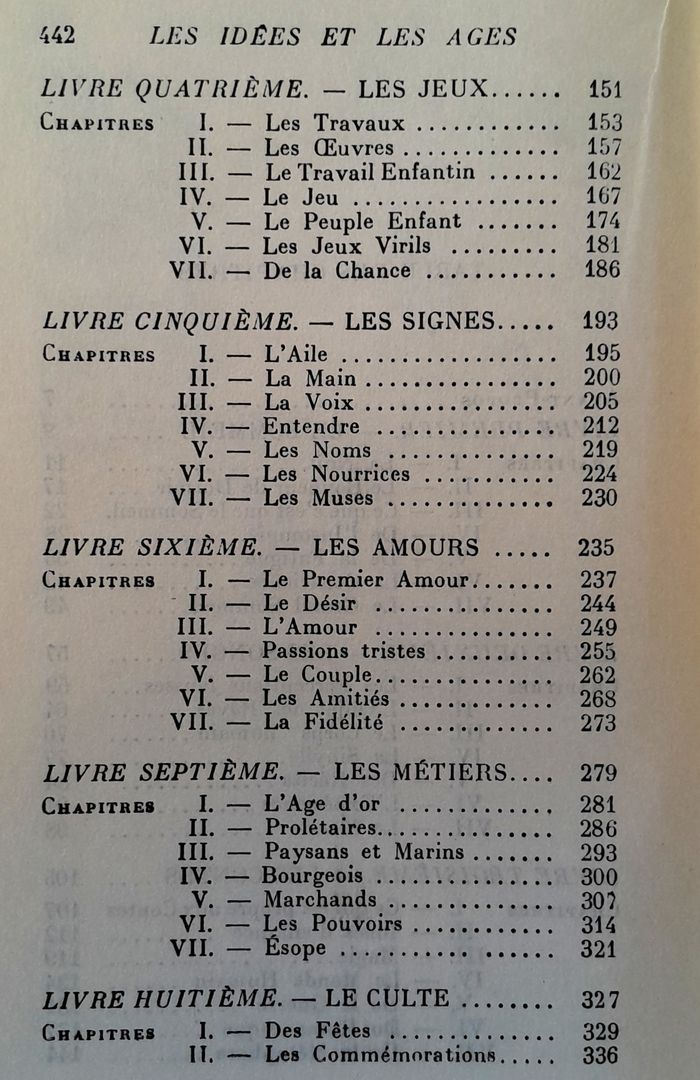 442 LES IDÊES ET LES AGES
LIVRE QUATRIÈME. — LES JEUX...... 151
CHAPITRES I. — Les Travaux ............ 153
II. — Les Œuvres ............. 157
III. — Le Travail Enfantin ...... 162
IV. — Le Jeu ................. 167
V. — Le Peuple Enfant ....... 174
VI. — Les Jeux Virils ......... 181
VII. — De la Chance ........... 186
LIVRE CINQUIÈME. — LES SIGNES..... 193
CHAPITRES I. — L'Aile .................. 195
II. — La Main ................ 200
III. — La Voix ................ 205
IV. — Entendre ............... 212
V. — Les Noms ............... 219
VI. — Les Nourrices ........... 224
VII. — Les Muses .............. 230
LIVRE SIXIÈME. — LES AMOURS ..... 235
CHAPITRES I. — Le Premier Amour....... 237
II. — Le Désir ............... 244
III. — L'Amour ............... 249
IV. — Passions tristes .......... 255
V. — Le Couple............... 262
VI. — Les Amitiés ............. 268
VII. — La Fidélité ............. 273
LIVRE SEPTIÈME. — LES MÉTIERS.... 279
CHAPITRES I. — L'Age d'or ............. 281
II. — Prolétaires............... 286
III. — Paysans et Marins ....... 293
IV. — Bourgeois ............... 300
V. — Marchands .............. 307
VI. — Les Pouvoirs ............ 314
VII. — Ésope ................. 321
LIVRE HUITIÈME. — LE CULTE ........ 327
CHAPITRES I. — Des Fêtes .............. 329
II. — Les Commémorations..... 336